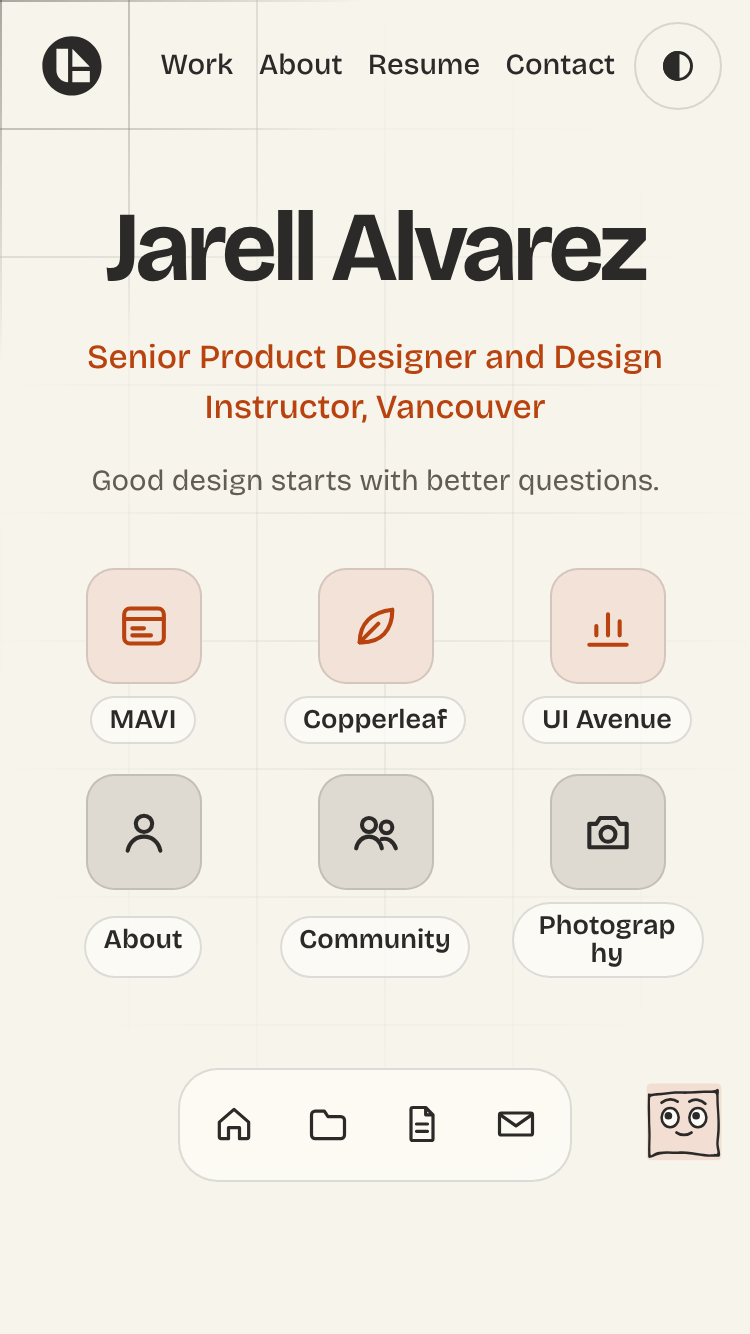 Work About Resume Contact
Jarell Alvarez
Senior Product Designer and Design
Instructor, Vancouver
Good design starts with better questions.
MAVI Copperleaf UI Avenue
About Community Photograp
hy